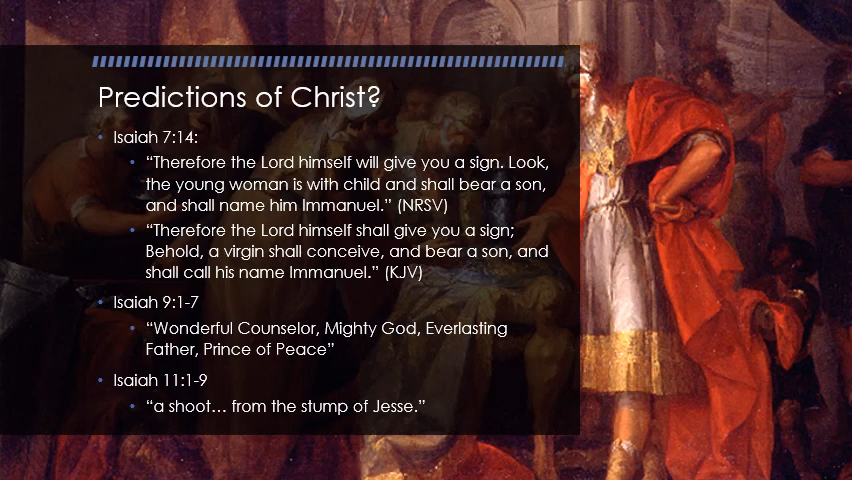 Predictions of Christ?
• Isaiah 7:14:
• “Therefore the Lord himself will give you a sign. Look,
the young woman is with child and shall bear a son,
and shall name him Immanuel.” (NRSV)
• “Therefore the Lord himself shall give you a sign;
Behold, a virgin shall conceive, and bear a son, and
shall call his name Immanuel.” (KJV)
• Isaiah 9:1-7
• “Wonderful Counselor, Mighty God, Everlasting
Father, Prince of Peace”
• Isaiah 11:1-9
• “a shoot… from the stump of Jesse.”